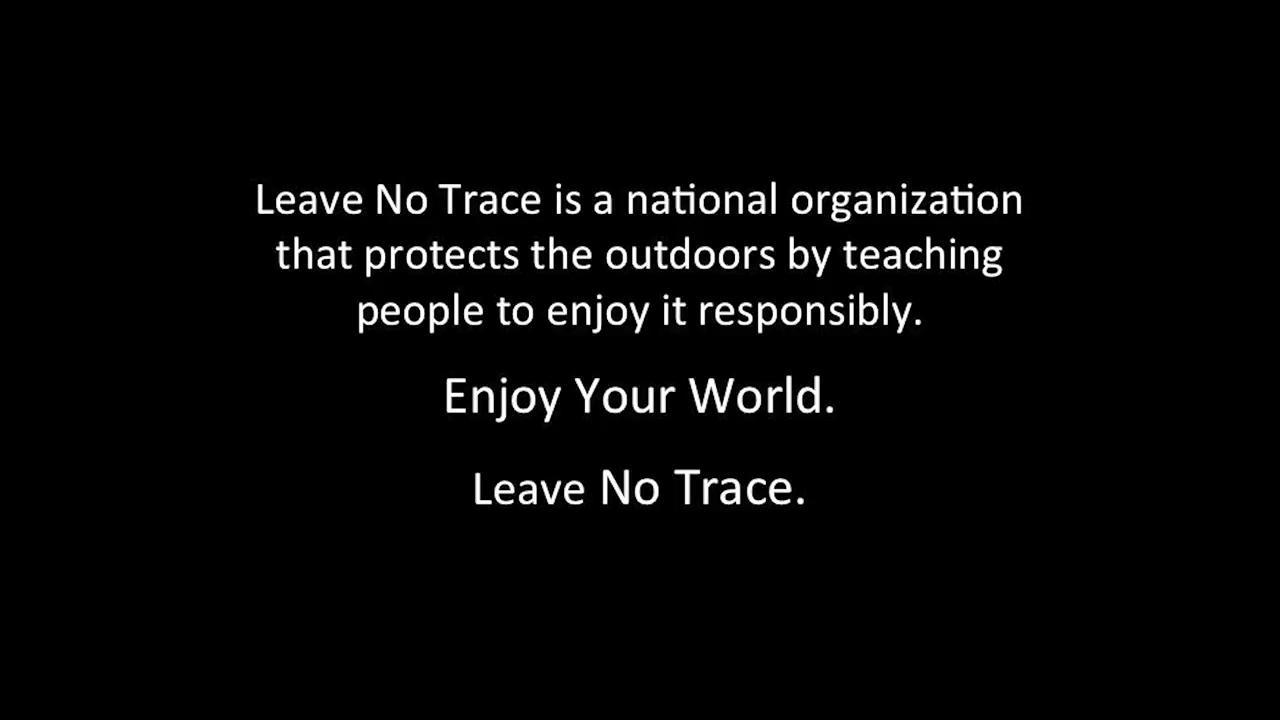 Leave No Trace is a national organization
that protects the outdoors by teaching
people to enjoy it responsibly.
Enjoy Your World.
Leave No Trace.